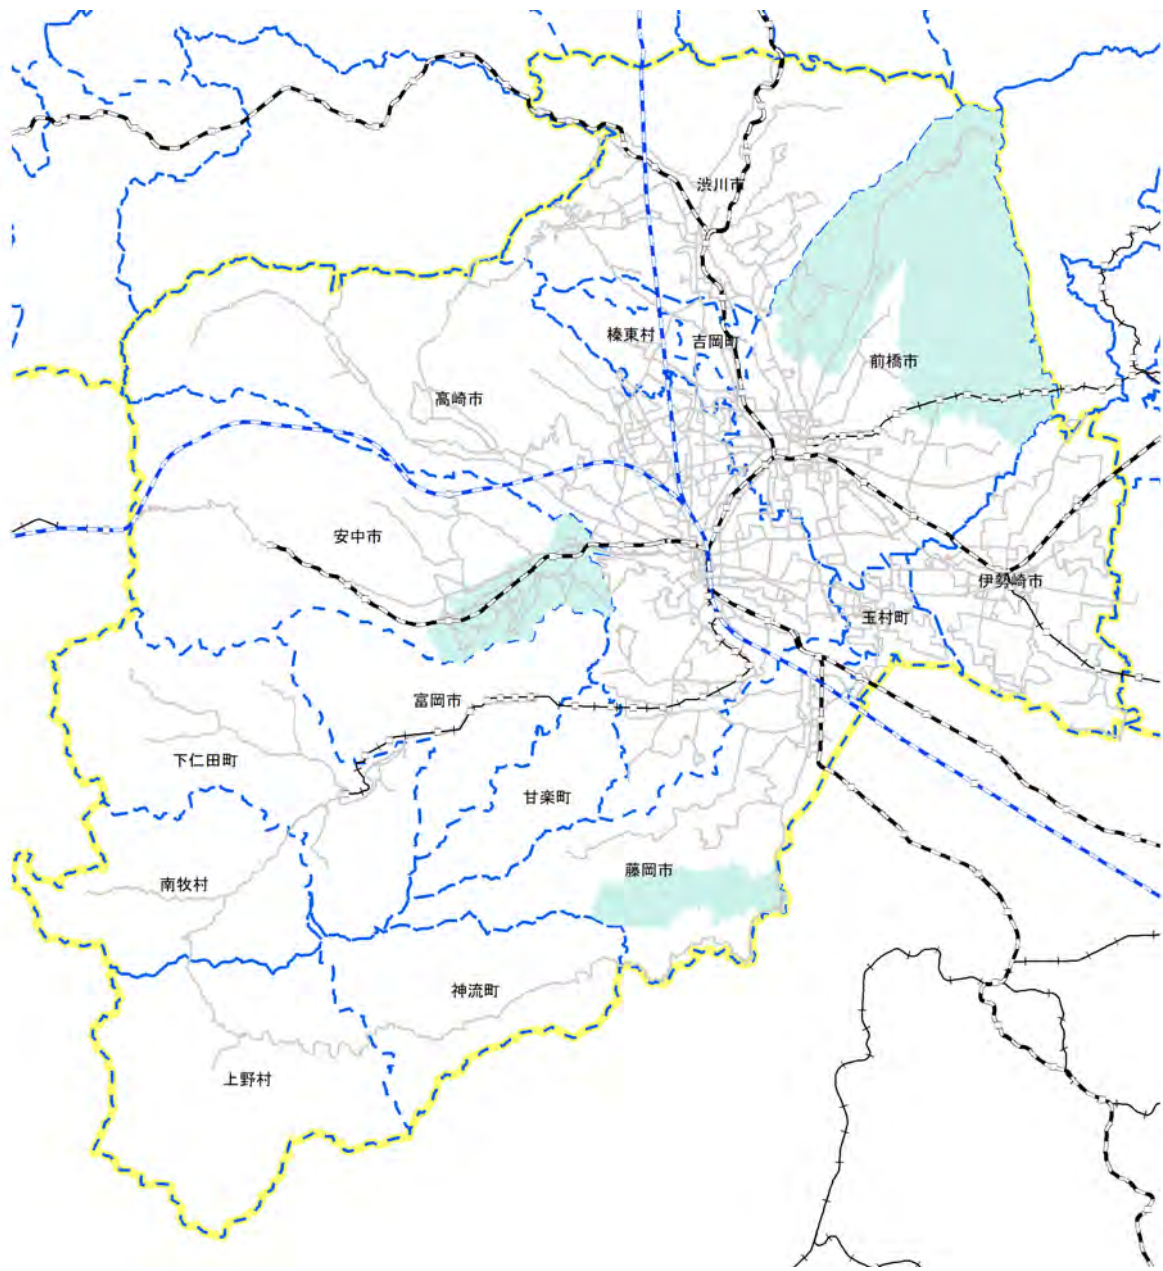 渋川市
榛東村
吉岡町
前橋市
高崎市
安中市
伊勢崎市
玉村町
富岡市
下仁田町
甘楽町
藤岡市
南牧村
神流町
上野村